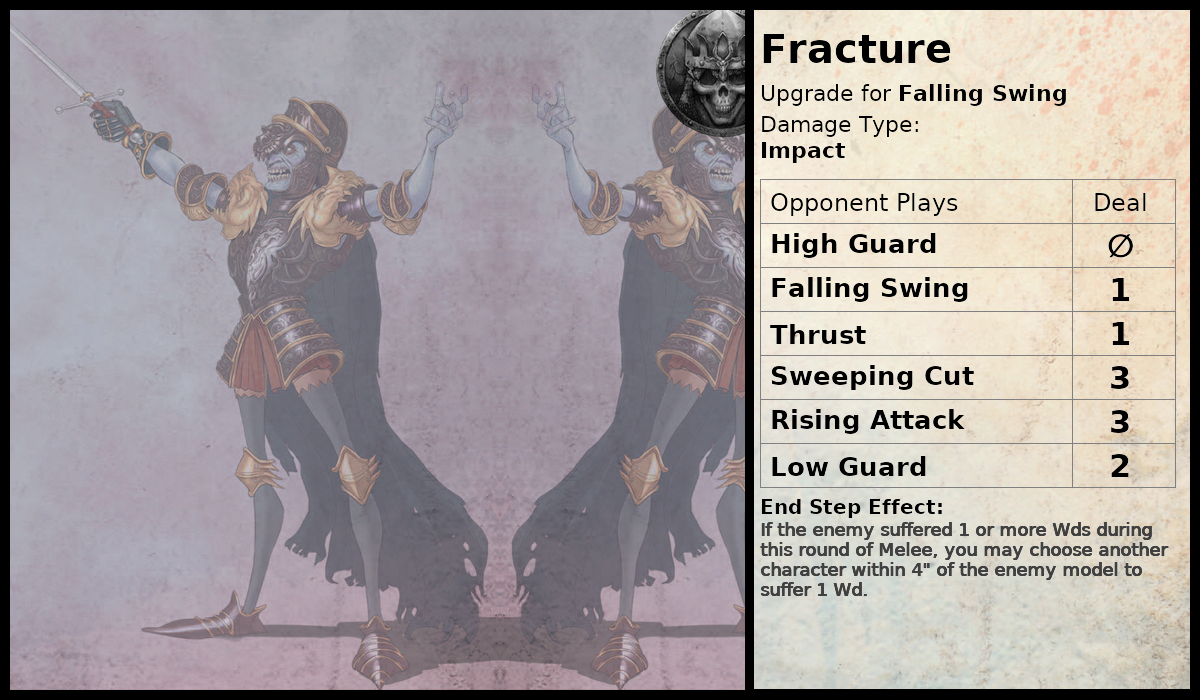 Fracture
Upgrade for Falling Swing
Damage Type:
Impact
Opponent Plays Deal
High Guard ∅
Falling Swing 1
Thrust 1
Sweeping Cut 3
Rising Attack 3
Low Guard 2
End Step Effect:
If the enemy suffered 1 or more Wds during
this round of Melee, you may choose another
character within 4" of the enemy model to
suffer 1 Wd.